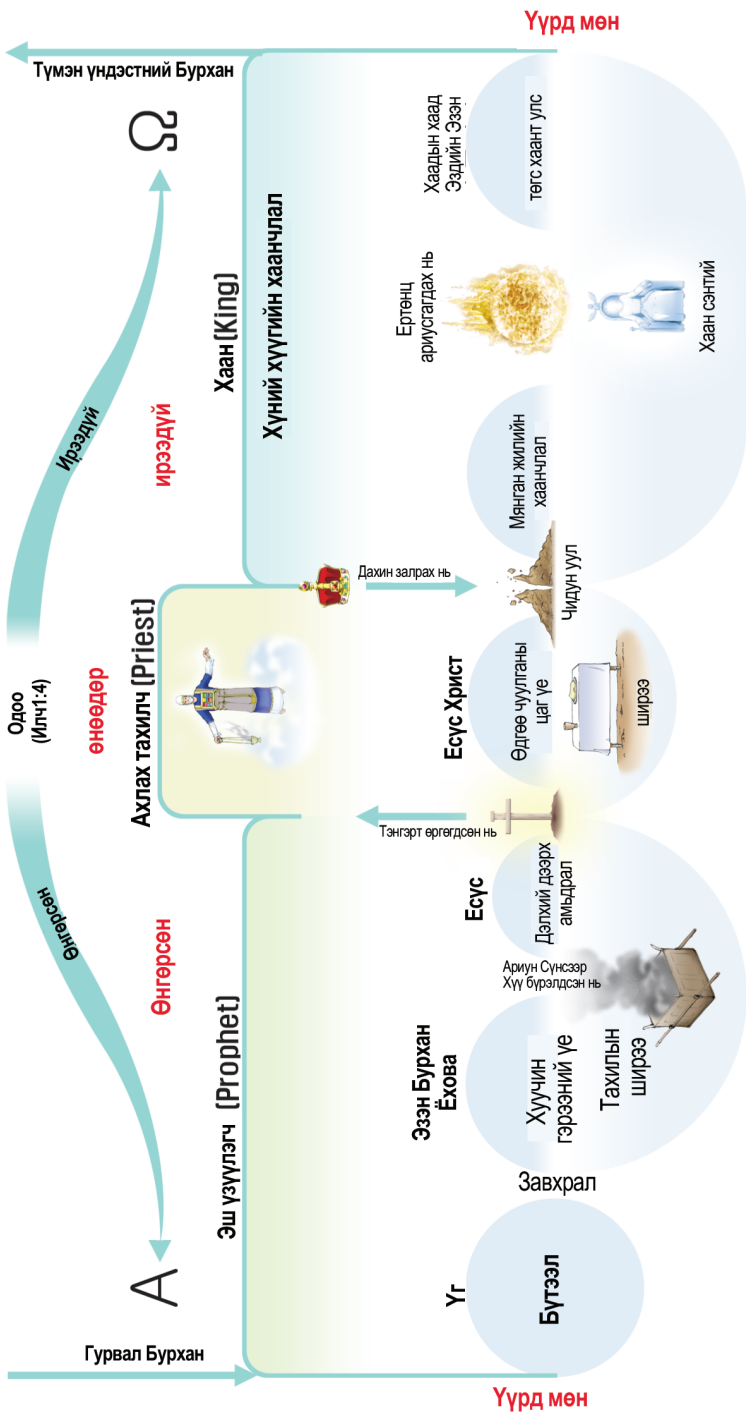 Үүрд мөн
Гурвал Бурхан
Түмэн үндэстний Бурхан
Одоо
(Илч1:4)
Өнгөрсөн
Ирээдүй
Α
Ω
Өнгөрсөн
өнөөдөр
ирээдүй
Эш үзүүлэгч (Prophet)
Ахлах тахилч (Priest)
Хаан (King)
Хүний хүүгийн хаанчлал
Тэнгэрт өргөгдсөн нь
Дахин залрах нь
Үг
Бүтээл
Завхрал
Эзэн Бурхан
Ёхова
Хуучин
гэрээний үе
Тахилын
ширээ
Ариун Сүнсээр
Хүү бүрэлдсэн нь
Есүс
Дэлхий дээрх
амьдрал
Есүс Христ
Өдгөө чуулганы
цаг үе
ширээ
Чидун уул
Мянган жилийн
хаанчлал
Ертөнц
ариусгагдах нь
Хаан сэнтий
Хаадын хаад
Эздийн Эзэн
төгс хаант улс
Үүрд мөн